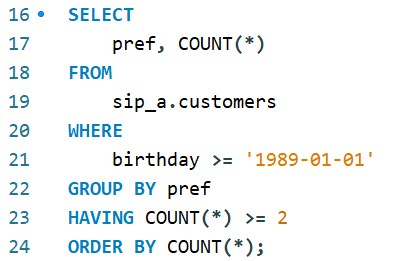 16 SELECT
17 pref, COUNT(*)
18 FROM
19 sip_a.customers
20 WHERE
21 birthday >= '1989-01-01'
22 GROUP BY pref
23 HAVING COUNT(*) >= 2
24 ORDER BY COUNT(*);